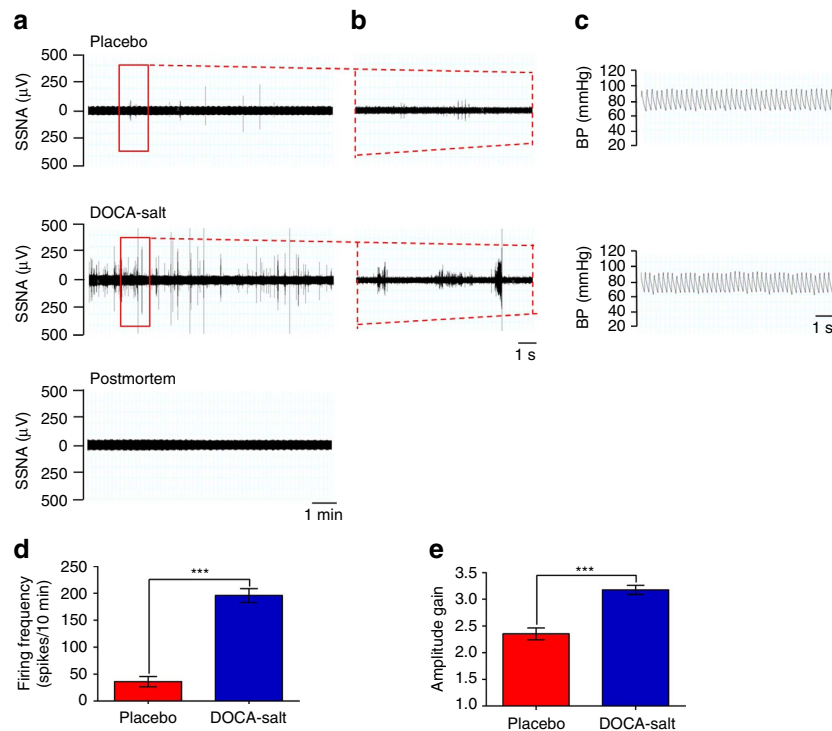 a
b
c
Placebo
SSNA (μV)
500
250
0
250
500
BP (mmHg)
120
100
80
60
40
20
DOCA-salt
SSNA (μV)
500
250
0
250
500
1 s
BP (mmHg)
120
100
80
60
40
20
1 s
Postmortem
SSNA (μV)
500
250
0
250
500
1 min
d
Firing frequency
(spikes/10 min)
250
200
150
100
50
0
***
Placebo
DOCA-salt
e
Amplitude gain
3.5
3.0
2.5
2.0
1.5
1.0
***
Placebo
DOCA-salt